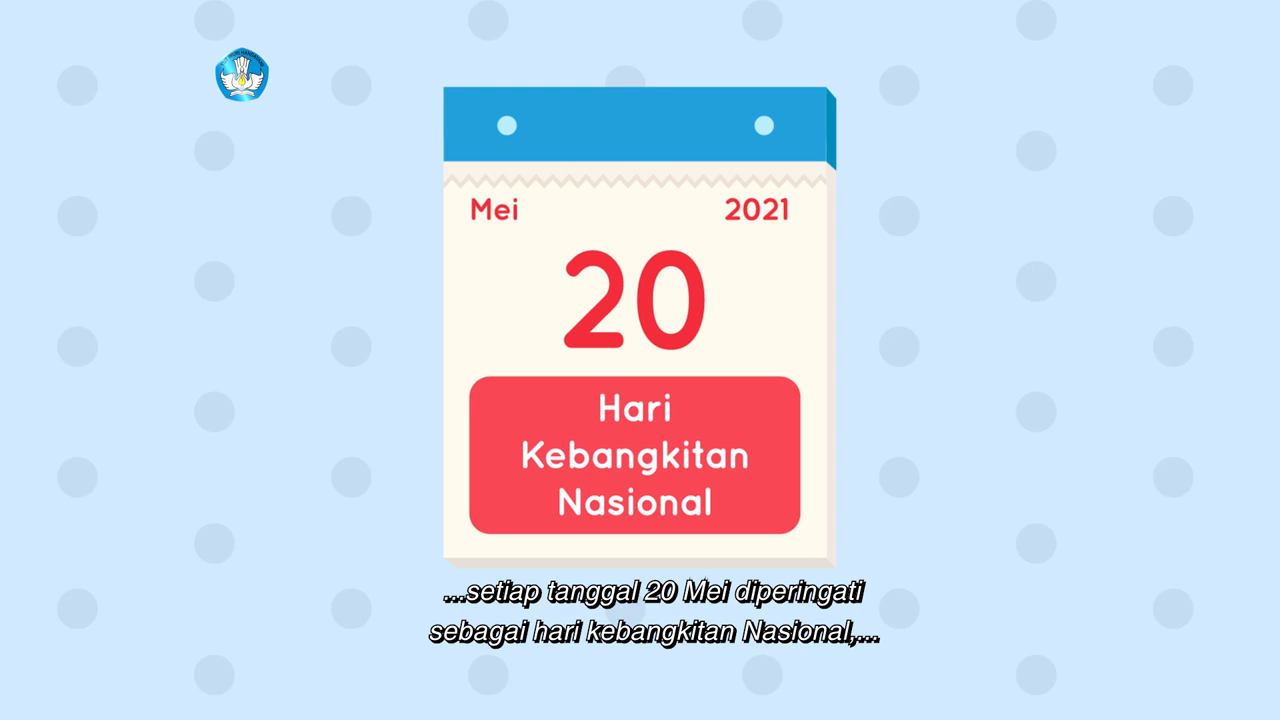 Mei 2021
20
Hari
Kebangkitan
Nasional
...setiap tanggal 20 Mei diperingati
sebagai hari kebangkitan Nasional,...